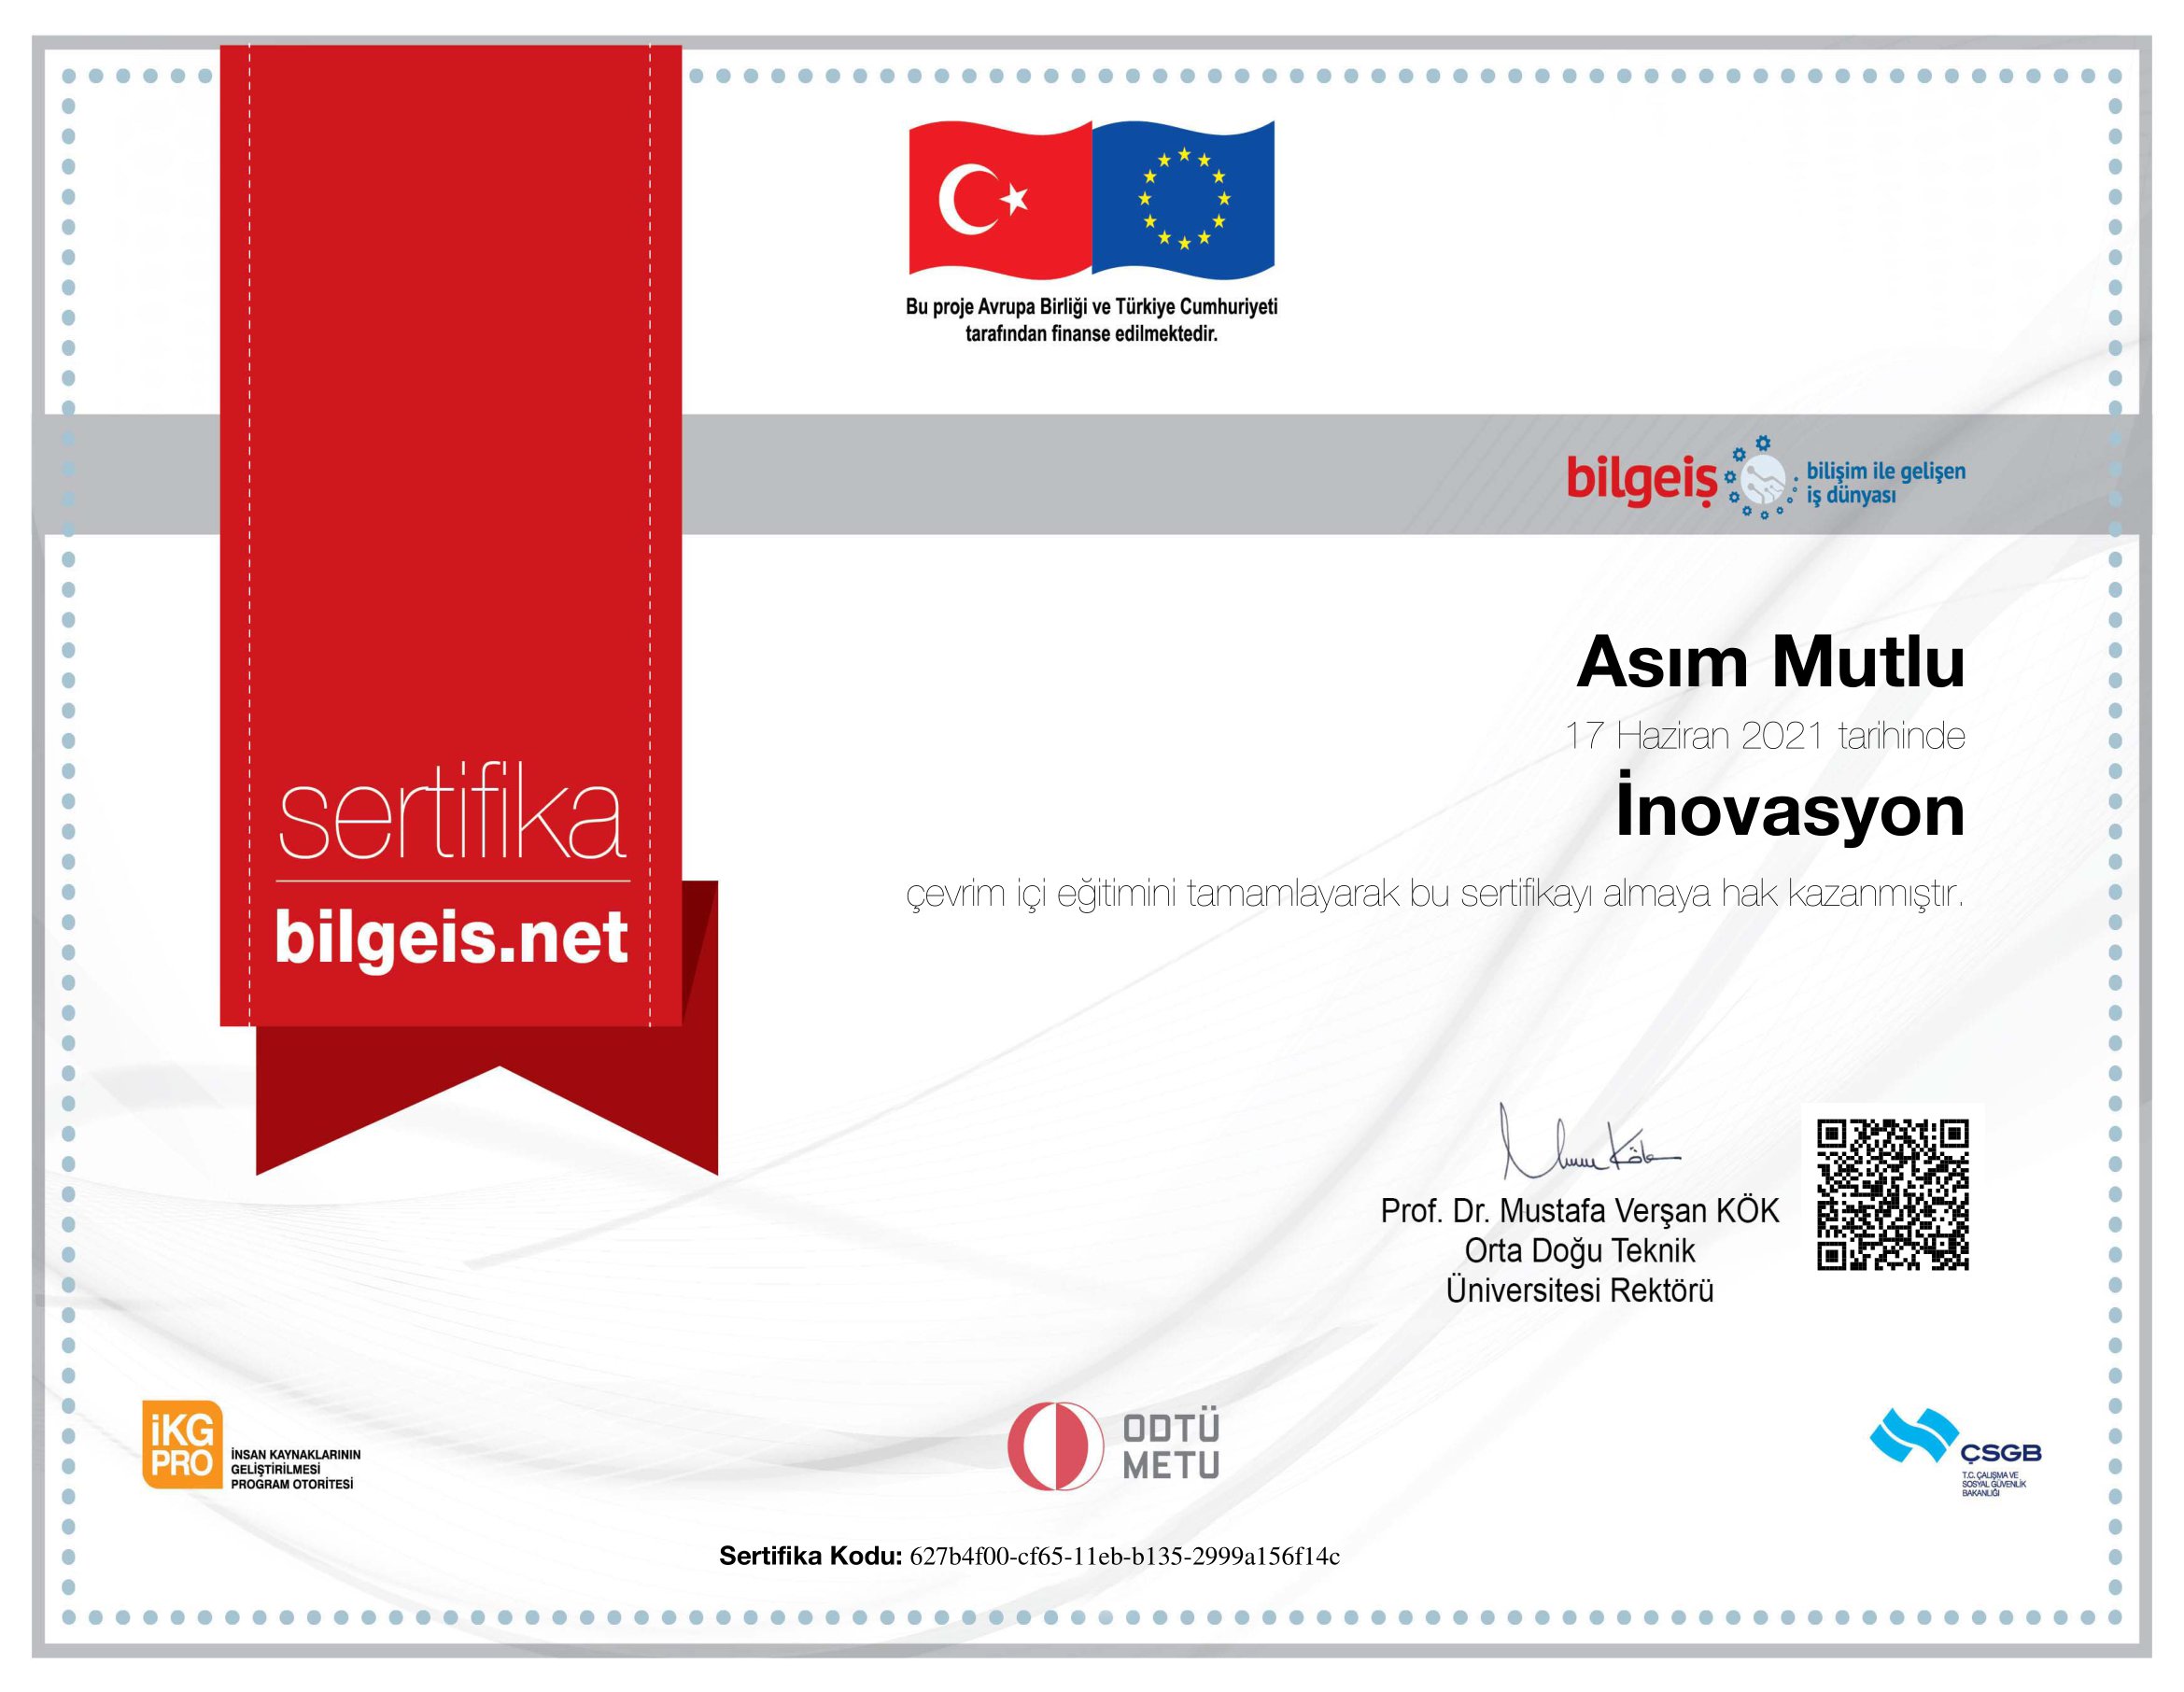 Bu proje Avrupa Birliği ve Türkiye Cumhuriyeti
tarafından finanse edilmektedir.
bilgeiş
bilişim ile gelişen
iş dünyası
Asım Mutlu
17 Haziran 2021 tarihinde
İnovasyon
çevrim içi eğitimini tamamlayarak bu sertifikayı almaya hak kazanmıştır.
sertifika
bilgeis.net
Prof. Dr. Mustafa Verşan KÖK
Orta Doğu Teknik
Üniversitesi Rektörü
iKG
PRO
İNSAN KAYNAKLARININ
GELİŞTİRİLMESİ
PROGRAM OTORİTESİ
ODTÜ
METU
ÇSGB
T.C. ÇALIŞMA VE
SOSYAL GÜVENLİK
BAKANLIĞI
Sertifika Kodu: 627b4f00-cf65-11eb-b135-2999a156f14c